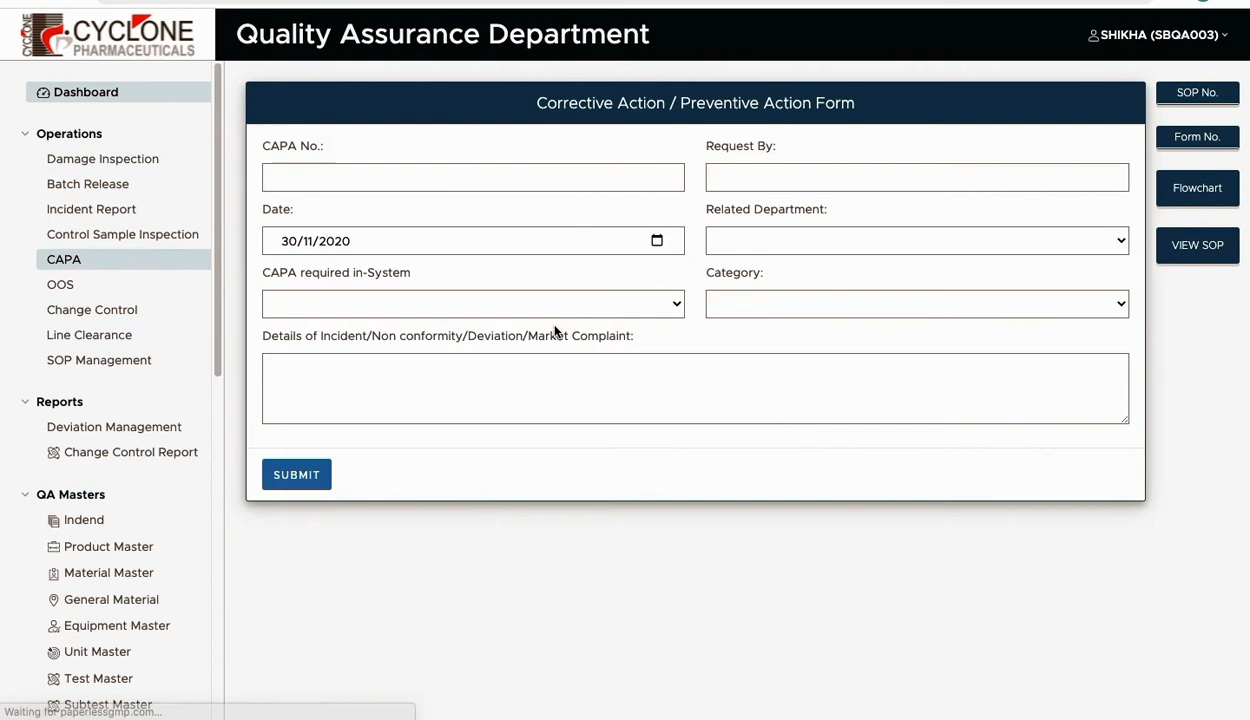 CYCLONE
PHARMACEUTICALS
CYCLONE
Quality Assurance Department
SHIKHA (SBQA003)
Dashboard
Operations
Damage Inspection
Batch Release
Incident Report
Control Sample Inspection
CAPA
OOS
Change Control
Line Clearance
SOP Management
Reports
Deviation Management
Change Control Report
QA Masters
Indend
Product Master
Material Master
General Material
Equipment Master
Unit Master
Test Master
Subtest Master
Corrective Action / Preventive Action Form
CAPA No.:
Request By:
Date:
Related Department:
30/11/2020
CAPA required in-System
Category:
Details of Incident/Non conformity/Deviation/Market Complaint:
SUBMIT
SOP No.
Form No.
Flowchart
VIEW SOP
Waiting for paperlessgmp.com...